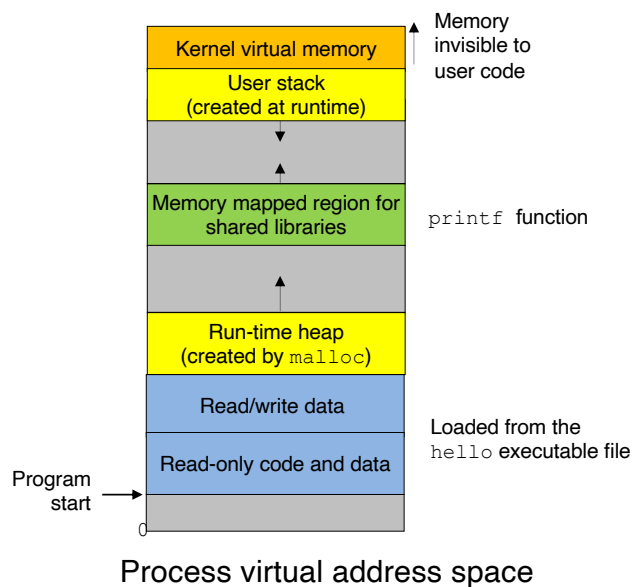 Kernel virtual memory
Memory
invisible to
user code
User stack
(created at runtime)
Memory mapped region for
shared libraries
printf function
Run-time heap
(created by malloc)
Read/write data
Loaded from the
hello executable file
Read-only code and data
Program
start
0
Process virtual address space